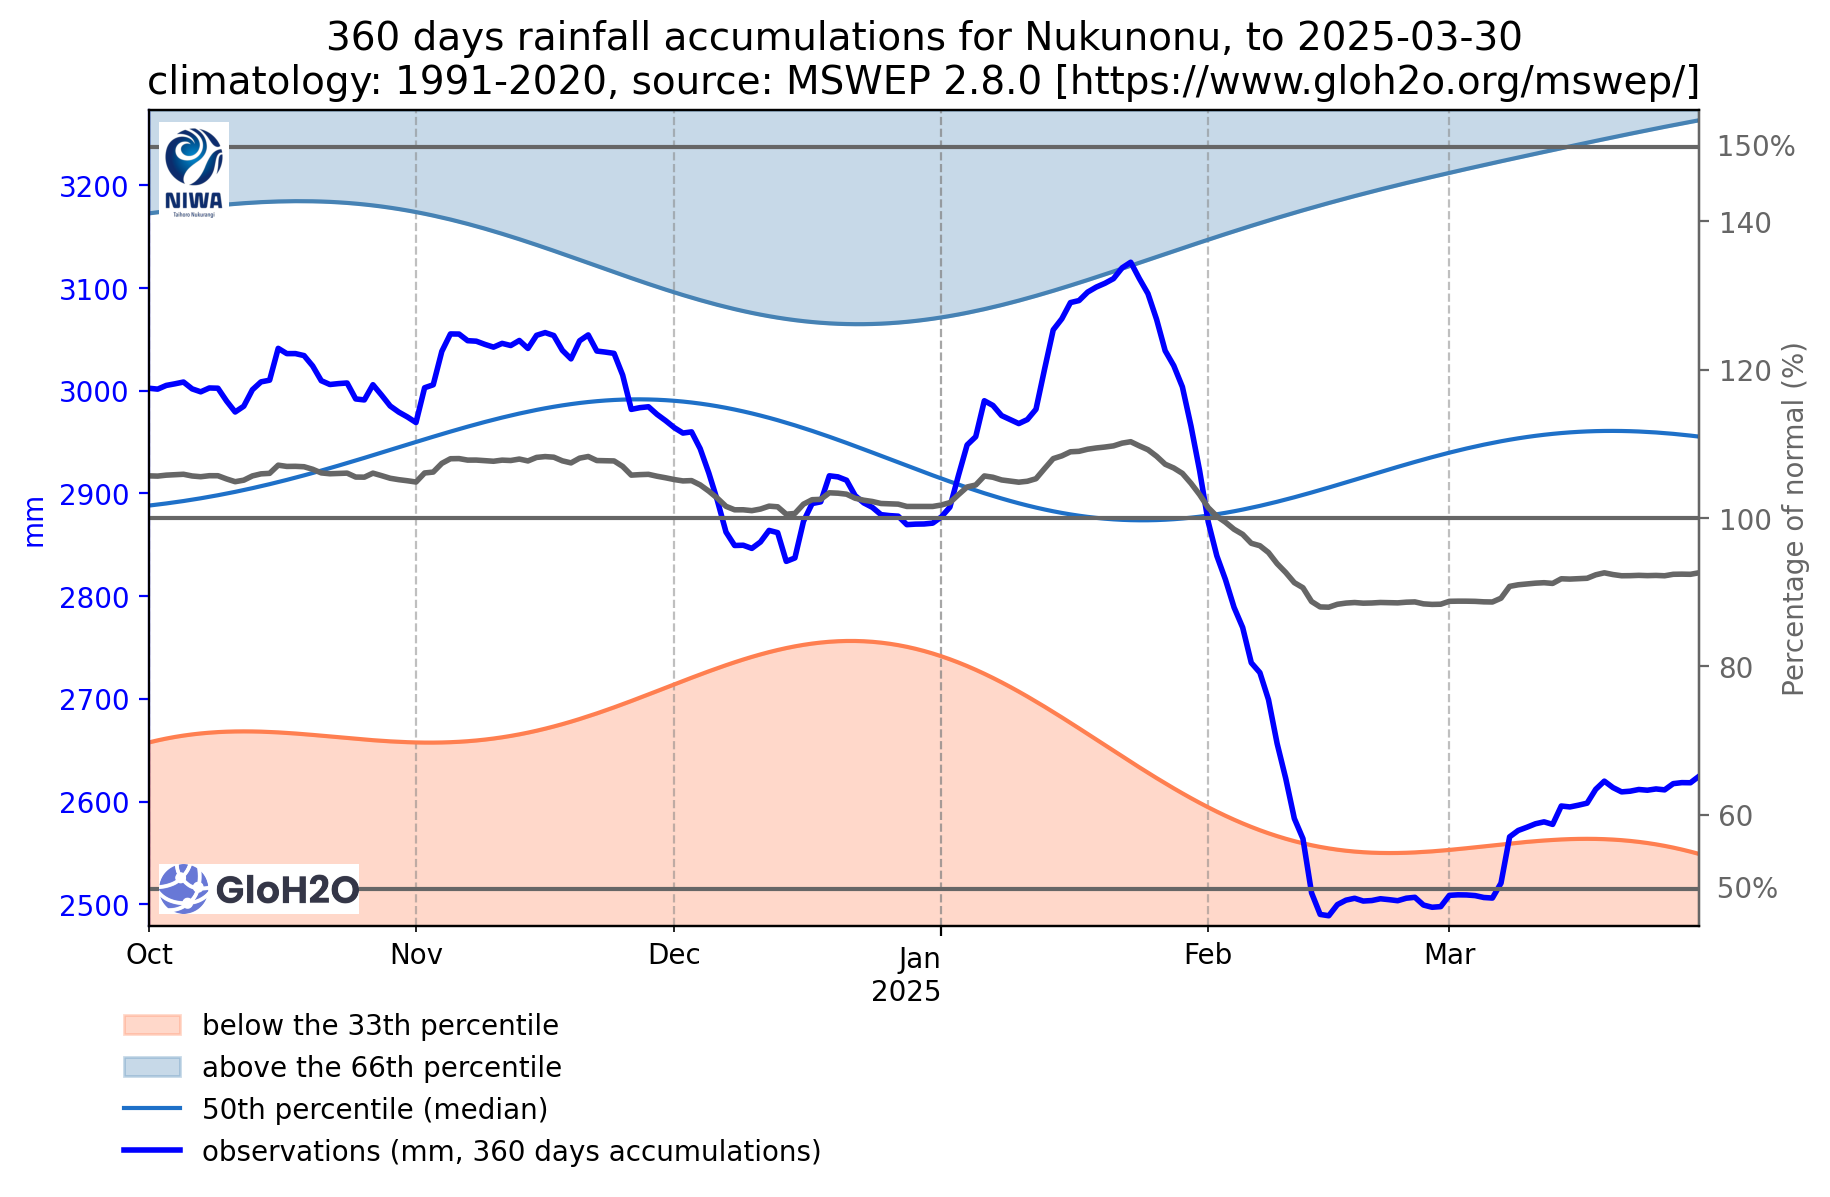 360 days rainfall accumulations for Nukunonu, to 2025-03-30
climatology: 1991-2020, source: MSWEP 2.8.0 [https://www.gloh2o.org/mswep/]
NIWA
Taihoro Nukurangi
3200
3100
3000
2900
2800
2700
2600
2500
mm
150%
140
120
100
80
60
50%
Percentage of normal (%)
GloH2O
Oct
Nov
Dec
Jan
2025
Feb
Mar
below the 33th percentile
above the 66th percentile
50th percentile (median)
observations (mm, 360 days accumulations)